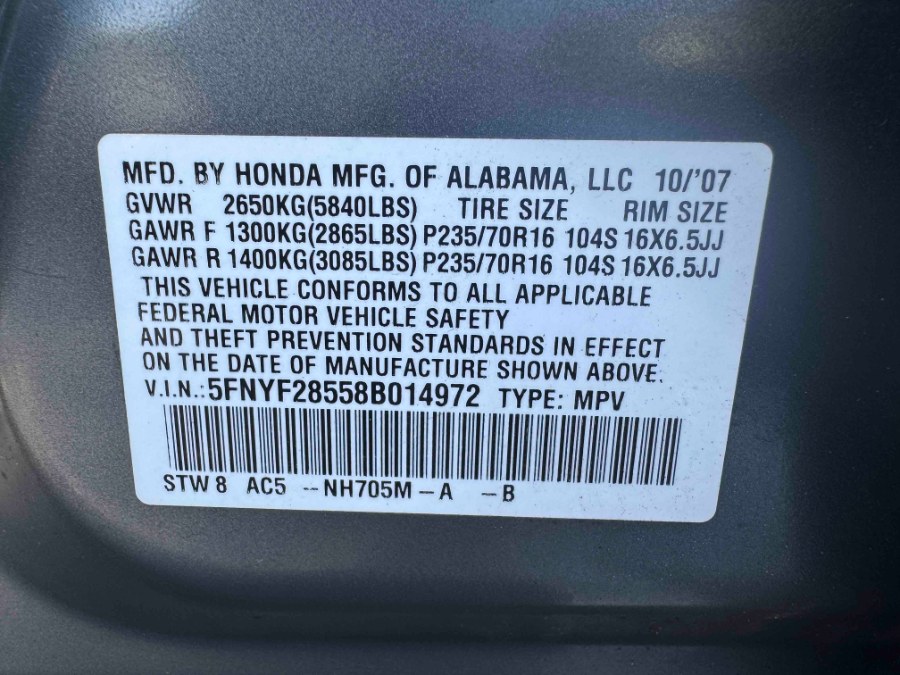 MFD. BY HONDA MFG. OF ALABAMA, LLC 10/'07
GVWR 2650KG(5840LBS) TIRE SIZE RIM SIZE
GAWR F 1300KG(2865LBS) P235/70R16 104S 16X6.5JJ
GAWR R 1400KG(3085LBS) P235/70R16 104S 16X6.5JJ
THIS VEHICLE CONFORMS TO ALL APPLICABLE
FEDERAL MOTOR VEHICLE SAFETY
AND THEFT PREVENTION STANDARDS IN EFFECT
ON THE DATE OF MANUFACTURE SHOWN ABOVE.
V.I.N.: 5FNYF28558B014972 TYPE: MPV
STW 8 AC5 --NH705M -A -B